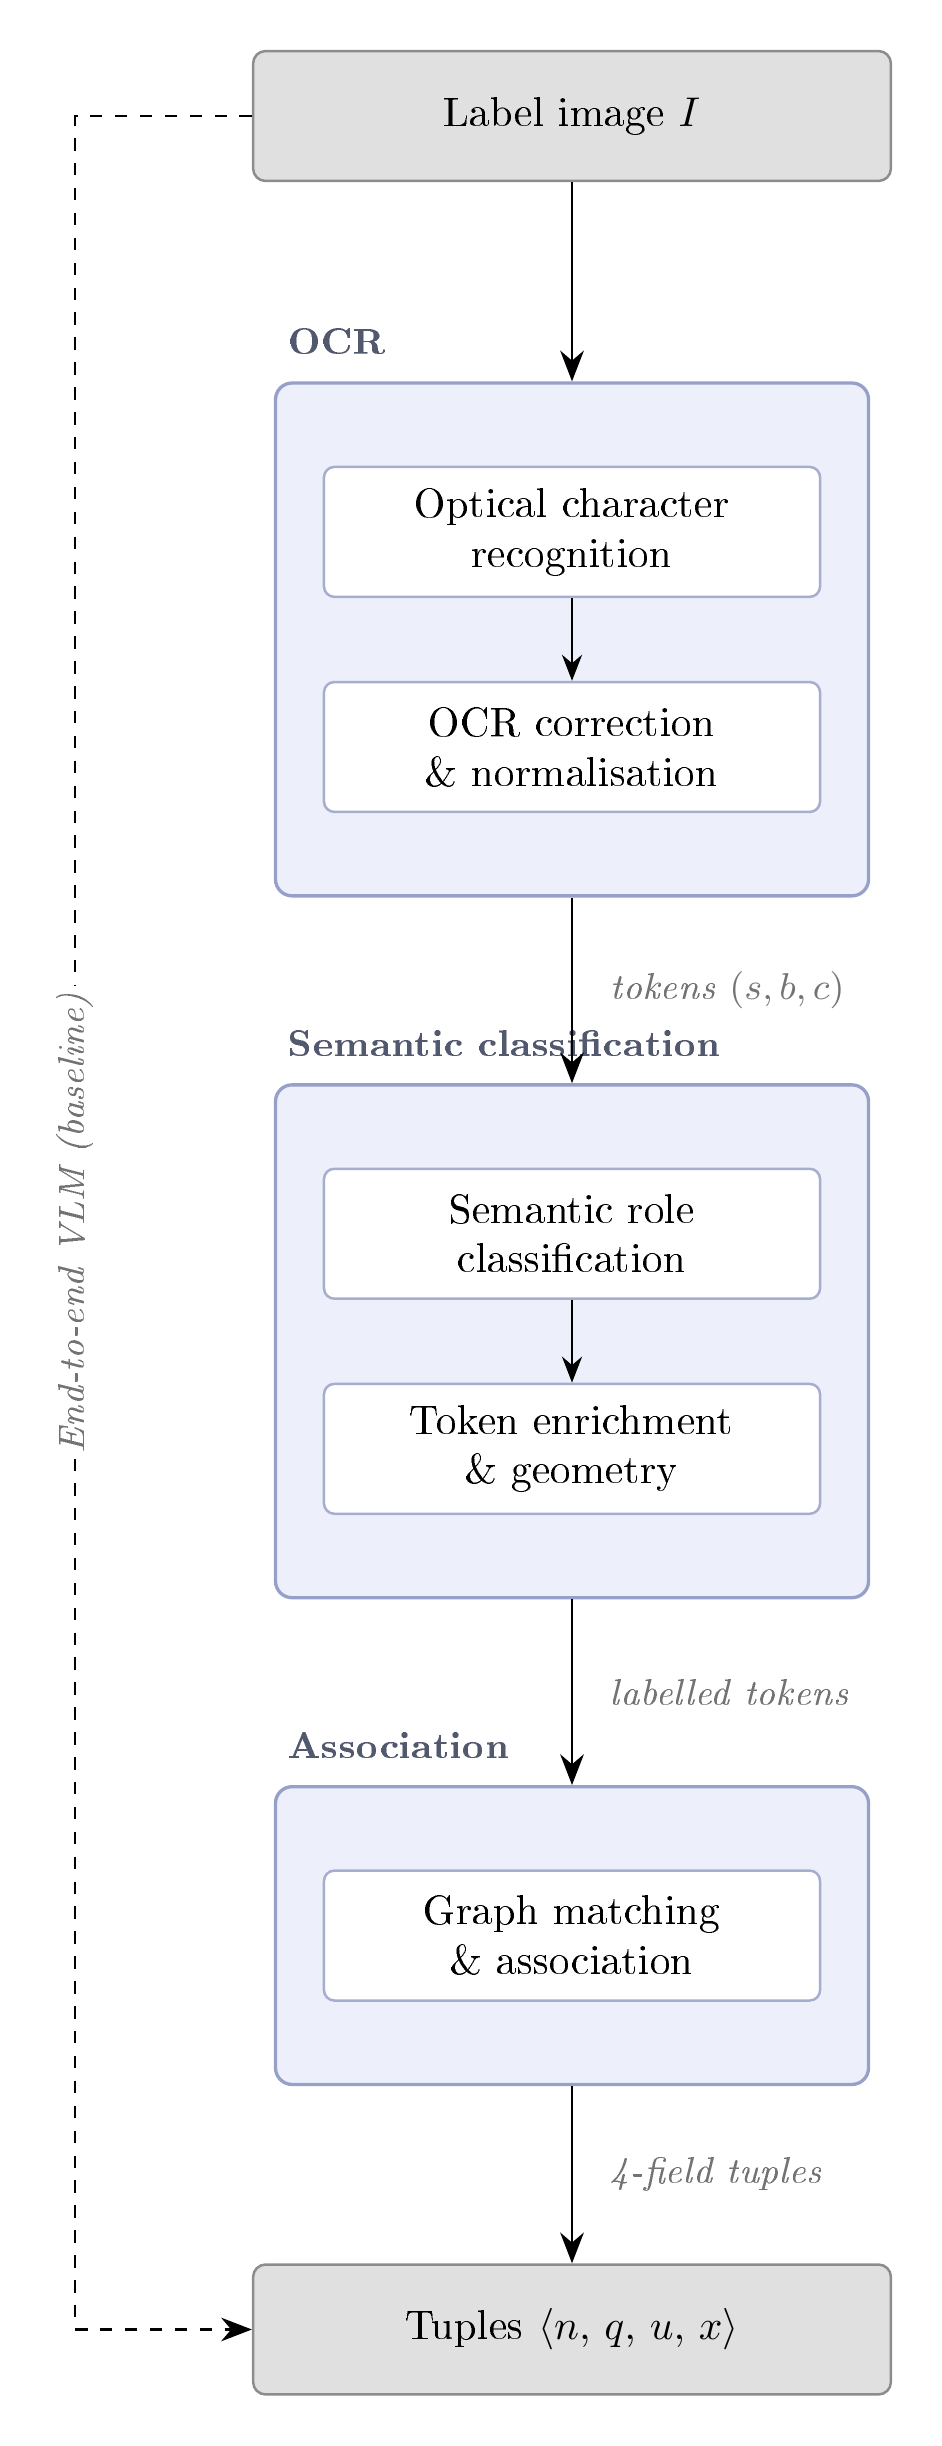 Label image I
OCR
Optical character
recognition
OCR correction
& normalisation
tokens (s, b, c)
Semantic classification
Semantic role
classification
Token enrichment
& geometry
labelled tokens
Association
Graph matching
& association
4-field tuples
Tuples ⟨n, q, u, x⟩
End-to-end VLM (baseline)